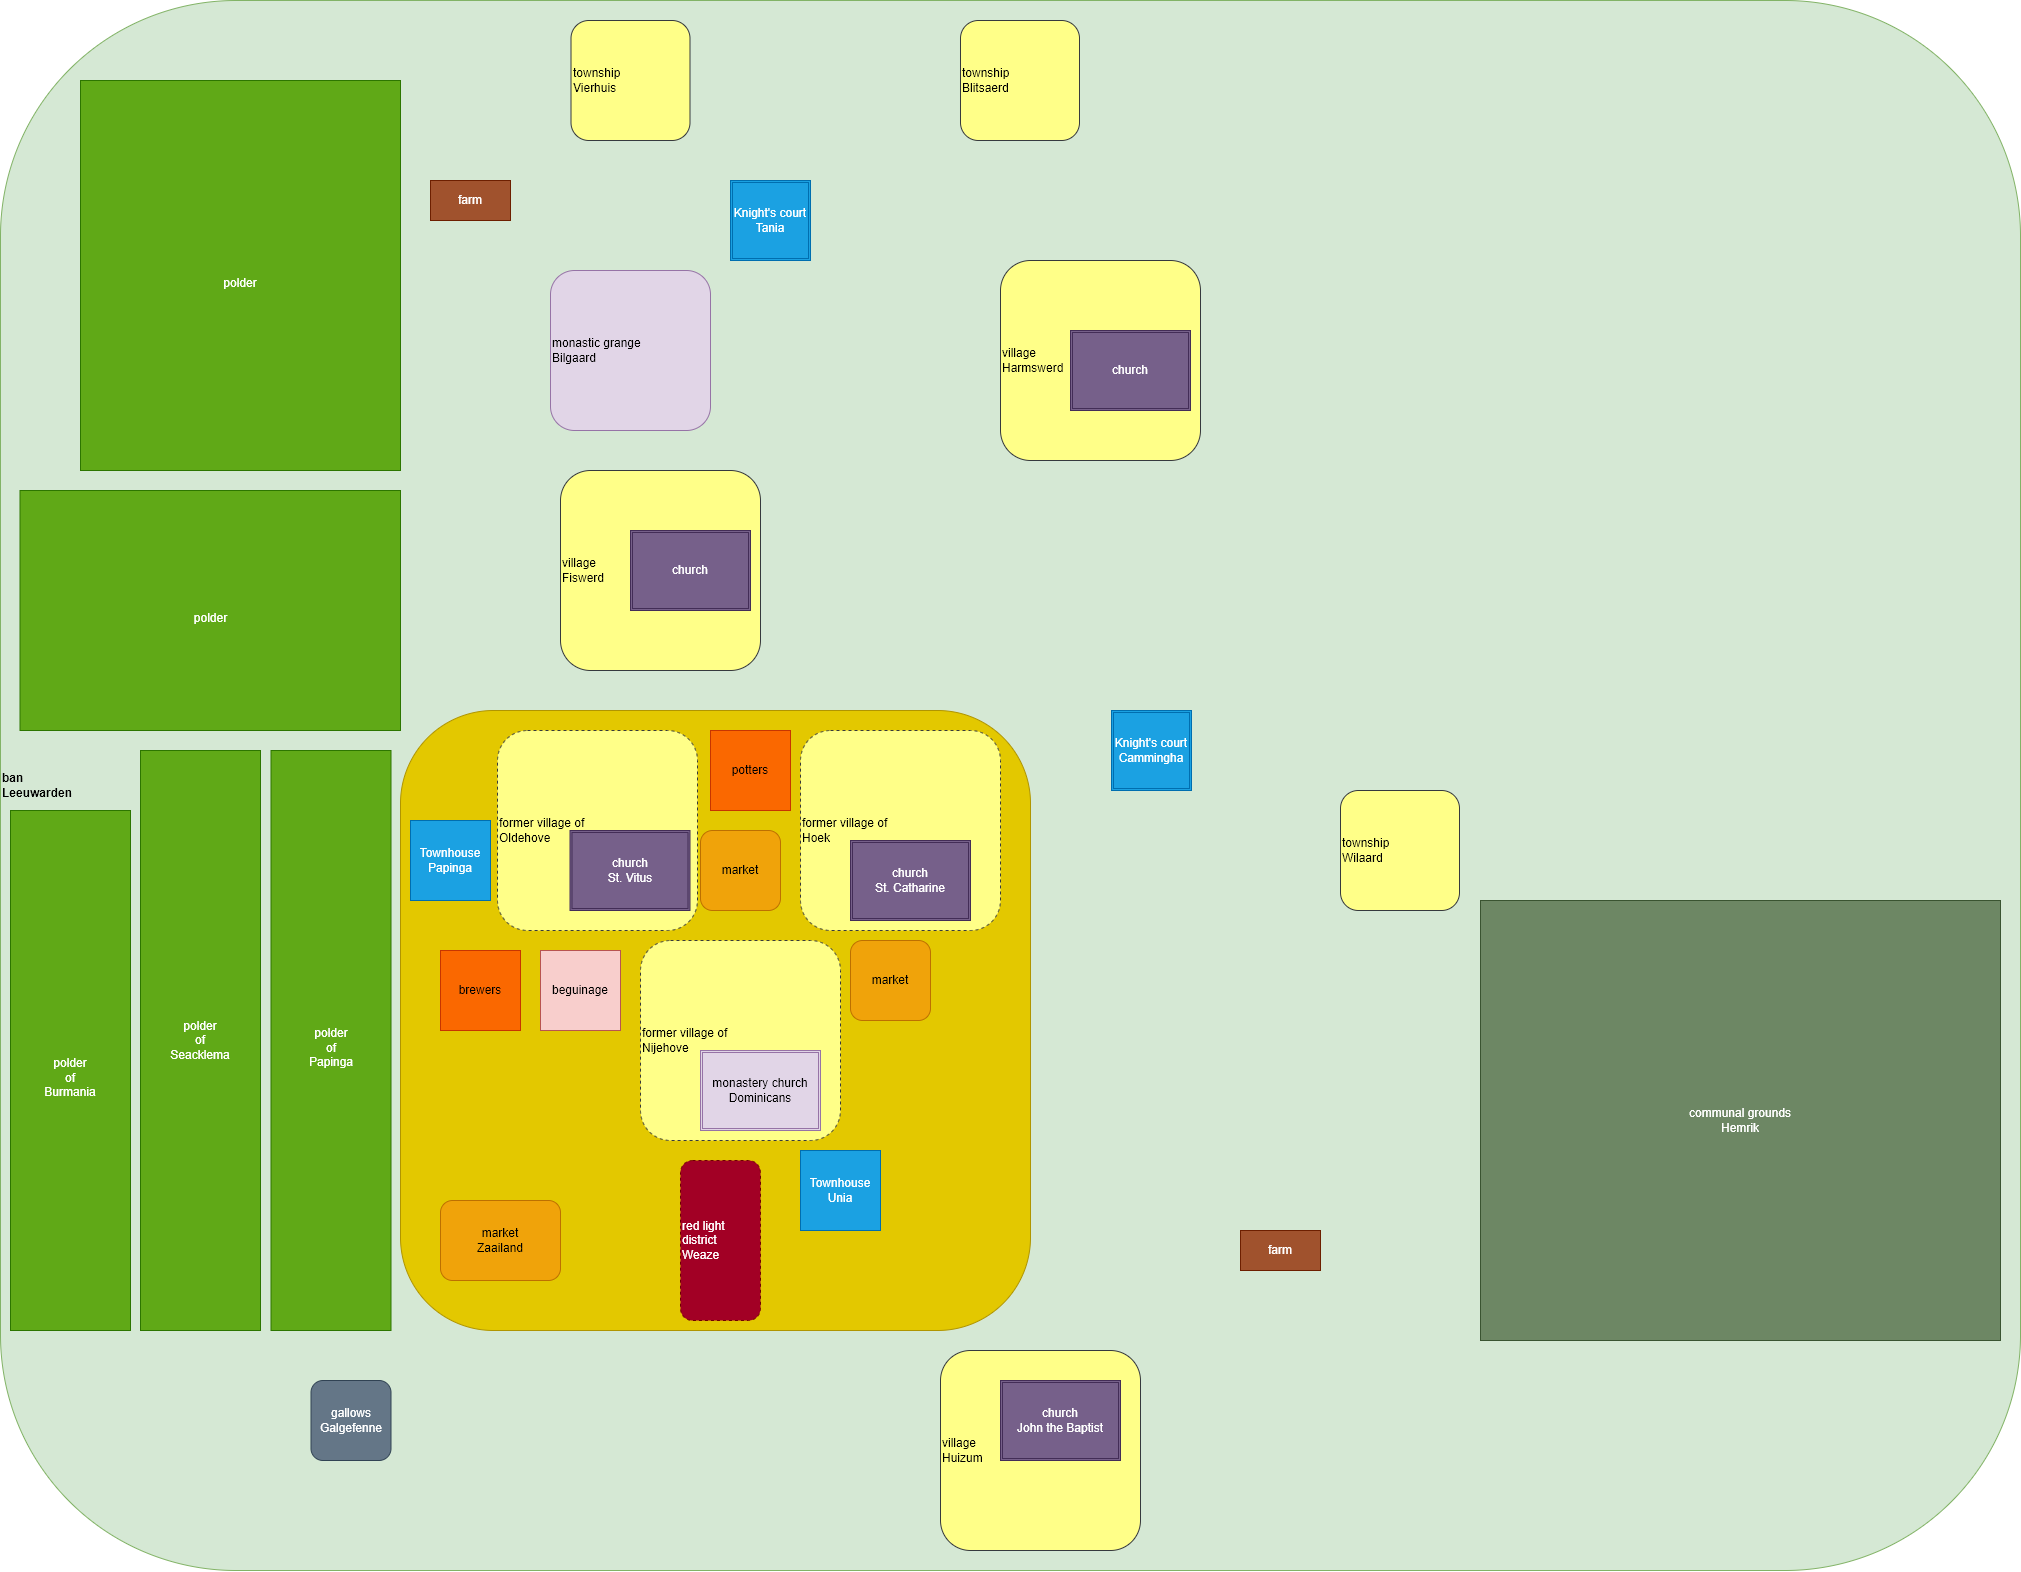 township
Vierhuis
township
Blitsaerd
farm
Knight's court
Tania
polder
monastic grange
Bilgaard
village
Harmswerd
church
village
Fiswerd
church
polder
Knight's court
Cammingha
ban
Leeuwarden
potters
former village of
Oldehove
former village of
Hoek
Townhouse
Papinga
church
St. Vitus
market
church
St. Catharine
township
Wilaard
brewers
beguinage
market
former village of
Nijehove
monastery church
Dominicans
polder
of
Burmania
polder
of
Seacklema
polder
of
Papinga
communal grounds
Hemrik
Townhouse
Unia
red light
district
Weaze
market
Zaailand
farm
gallows
Galgefenne
church
John the Baptist
village
Huizum